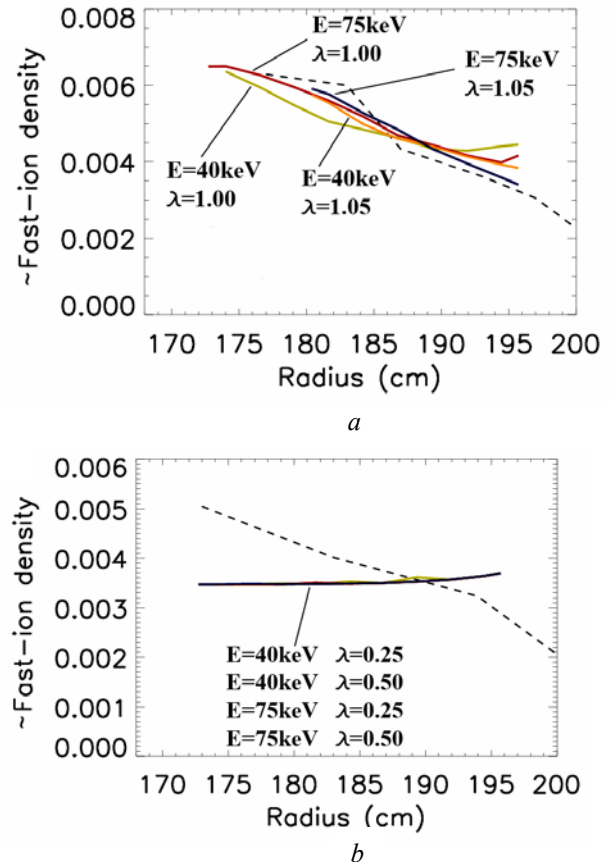 E=75keV
λ=1.00
E=75keV
λ=1.05
E=40keV
λ=1.00
E=40keV
λ=1.05
~Fast-ion density
0.008
0.006
0.004
0.002
0.000
170 175 180 185 190 195 200
Radius (cm)
a
~Fast-ion density
0.006
0.005
0.004
0.003
0.002
0.001
0.000
E=40keV λ=0.25
E=40keV λ=0.50
E=75keV λ=0.25
E=75keV λ=0.50
170 175 180 185 190 195 200
Radius (cm)
b